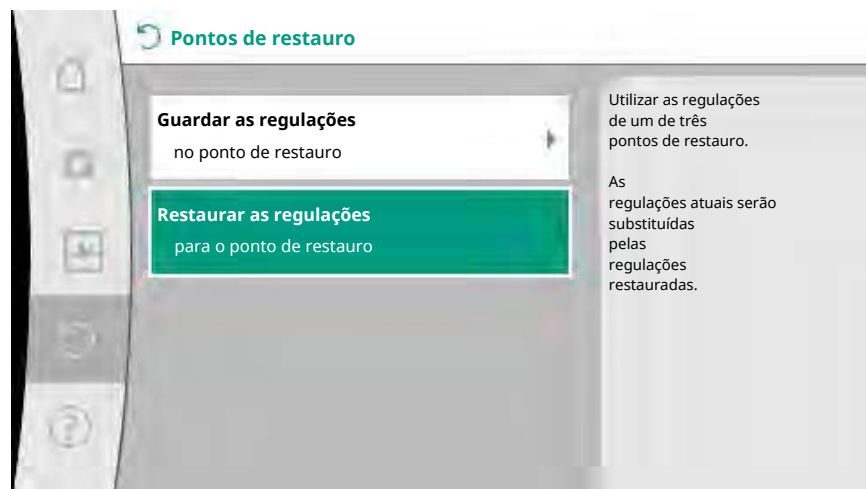 Pontos de restauro
Guardar as regulações
no ponto de restauro
Restaurar as regulações
para o ponto de restauro
Utilizar as regulações
de um de três
pontos de restauro.
As
regulações atuais serão
substituídas
pelas
regulações
restauradas.